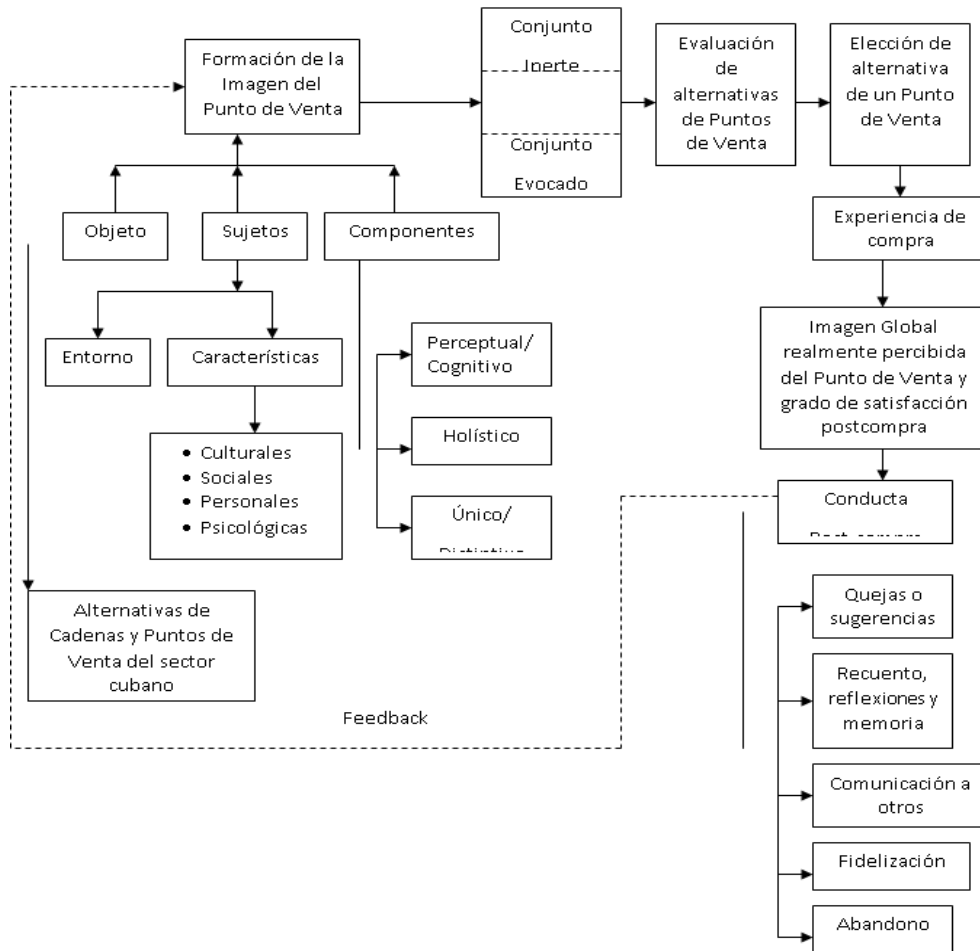 Formación de la
Imagen del
Punto de Venta
Conjunto
Inerte
Conjunto
Evocado
Evaluación
de
alternativas
de Puntos
de Venta
Elección de
alternativa
de un Punto
de Venta
Objeto
Sujetos
Componentes
Experiencia de
compra
Entorno
Características
Perceptual/
Cognitivo
Imagen Global
realmente percibida
del Punto de Venta y
grado de satisfacción
postcompra
Holístico
• Culturales
• Sociales
• Personales
• Psicológicas
Único/
Conducta
Alternativas de
Cadenas y Puntos de
Venta del sector
cubano
Quejas o
sugerencias
Recuento,
reflexiones y
memoria
Feedback
Comunicación a
otros
Fidelización
Abandono